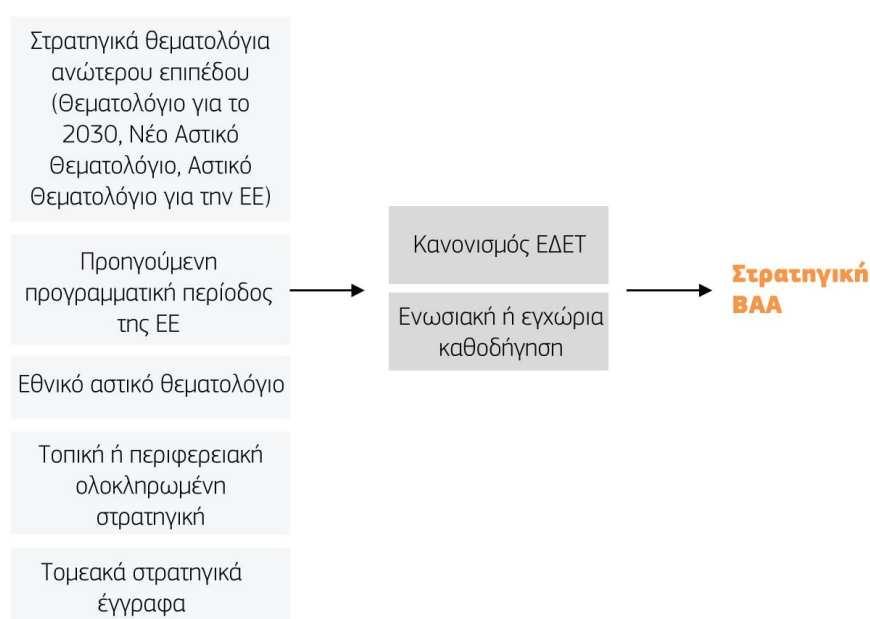 Στρατηγικά θεματολόγια
ανώτερου επιπέδου
(Θεματολόγιο για το
2030, Νέο Αστικό
Θεματολόγιο, Αστικό
Θεματολόγιο για την ΕΕ)
Προηγούμενη
προγραμματική περίοδος
της ΕΕ
Εθνικό αστικό θεματολόγιο
Τοπική ή περιφερειακή
ολοκληρωμένη
στρατηγική
Τομεακά στρατηγικά
έγγραφα
Κανονισμός ΕΔΕΤ
Ενωσιακή ή εγχώρια
καθοδήγηση
Στρατηγική
ΒΑΑ